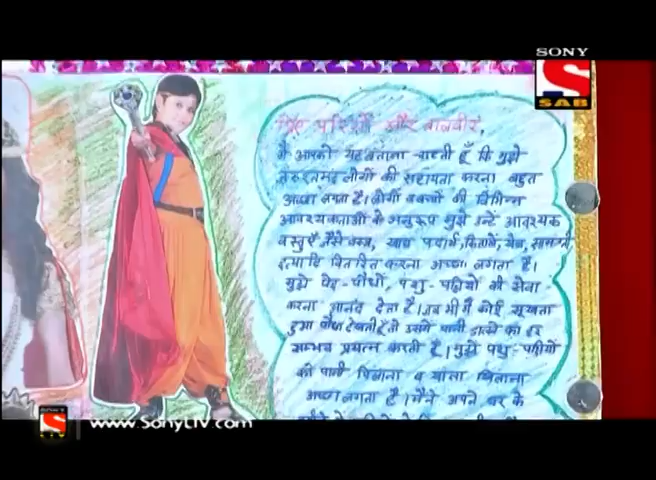 SONY
S
SAB
प्रिय परियों और बालवीर,
मैं आपको यह बताना चाहती हूँ कि मुझे
जरुरतमंद लोगों की सहायता करना बहुत
अच्छा लगता है। लोगों बच्चों की विभिन्न
आवश्यकताओं के अनुरूप मुझे उन्हें आवश्यक
वस्तुएँ जैसे वस्त्र, खाद्य पदार्थ, किताबें, पेय, सामग्री
इत्यादि वितरित करना अच्छा लगता है।
मुझे पेड़-पौधों, पशु-पक्षियों की सेवा
करना आनंद देता है। जब भी मैं कोई सूखता
हुआ पौधा देखती हूँ तो उसमें पानी डालने का हर
सम्भव प्रयत्न करती हूँ। मुझे पशु-पक्षियों
को पानी पिलाना व खाना खिलाना
अच्छा लगता है। मैंने अपने घर के
S
www.SonyLIV.com